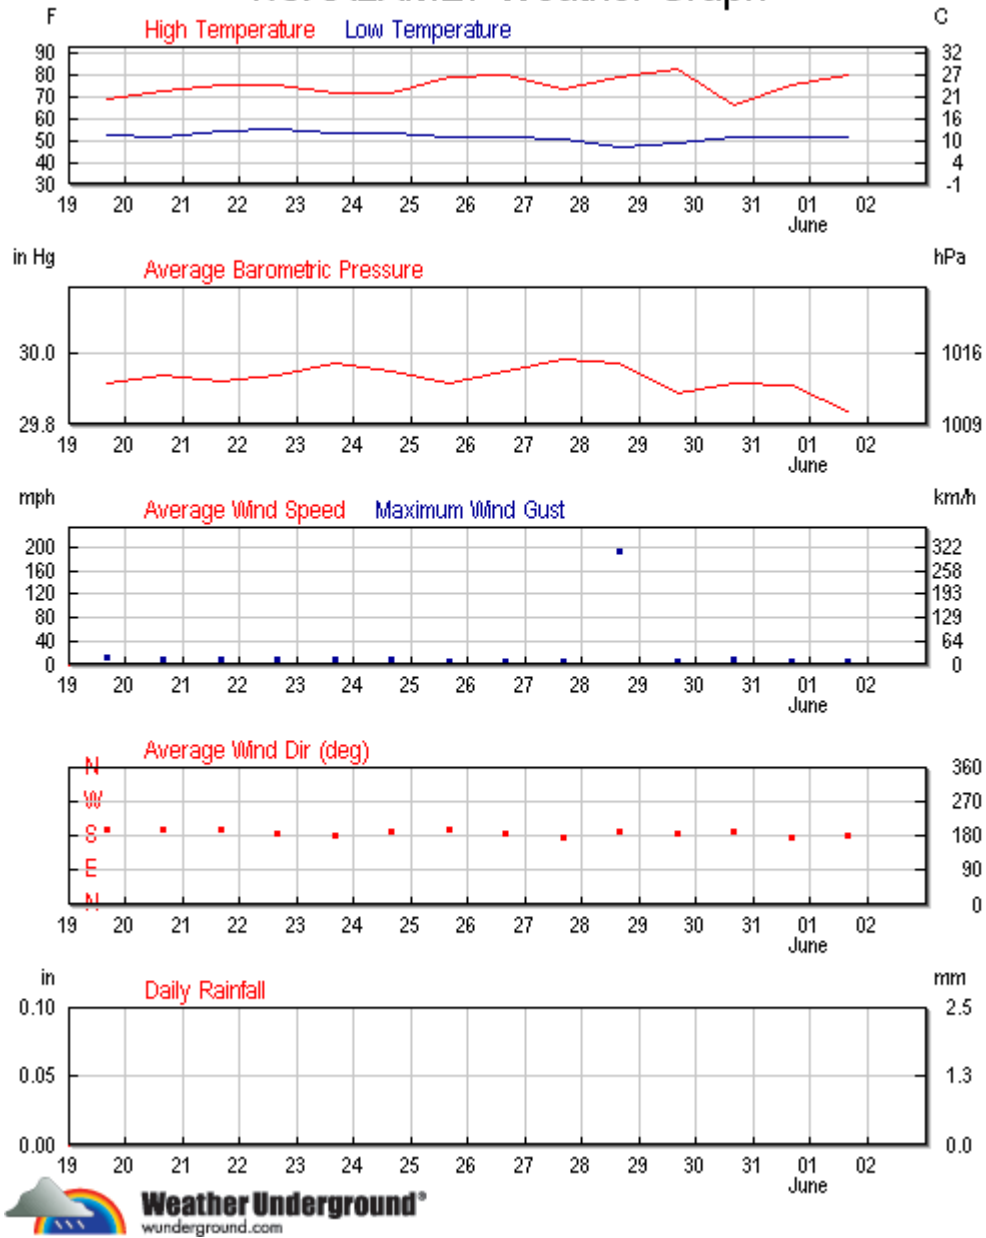 Weather Graph
F C
High Temperature Low Temperature
90 32
80 27
70 21
60 16
50 10
40 4
30 -1
19 20 21 22 23 24 25 26 27 28 29 30 31 01 02
June
in Hg hPa
Average Barometric Pressure
30.0 1016
29.8 1009
19 20 21 22 23 24 25 26 27 28 29 30 31 01 02
June
mph km/h
Average Wind Speed Maximum Wind Gust
200 322
160 258
120 193
80 129
40 64
0 0
19 20 21 22 23 24 25 26 27 28 29 30 31 01 02
June
Average Wind Dir (deg)
N 360
W 270
S 180
E 90
N 0
19 20 21 22 23 24 25 26 27 28 29 30 31 01 02
June
in mm
Daily Rainfall
0.10 2.5
0.05 1.3
0.00 0.0
19 20 21 22 23 24 25 26 27 28 29 30 31 01 02
June
Weather Underground®
wunderground.com